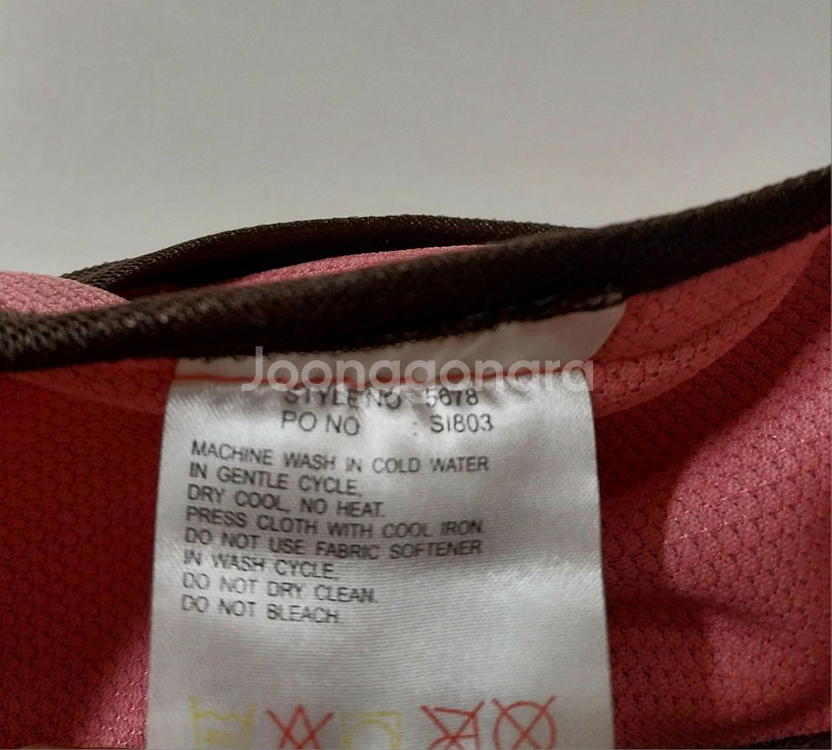 Joonggonara
STYLE NO 5678
PO NO : SI803
MACHINE WASH IN COLD WATER
IN GENTLE CYCLE,
DRY COOL, NO HEAT.
PRESS CLOTH WITH COOL IRON.
DO NOT USE FABRIC SOFTENER
IN WASH CYCLE,
DO NOT DRY CLEAN.
DO NOT BLEACH